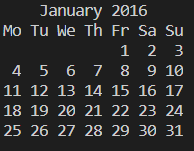 January 2016
Mo Tu We Th Fr Sa Su
             1  2  3
 4  5  6  7  8  9 10
11 12 13 14 15 16 17
18 19 20 21 22 23 24
25 26 27 28 29 30 31